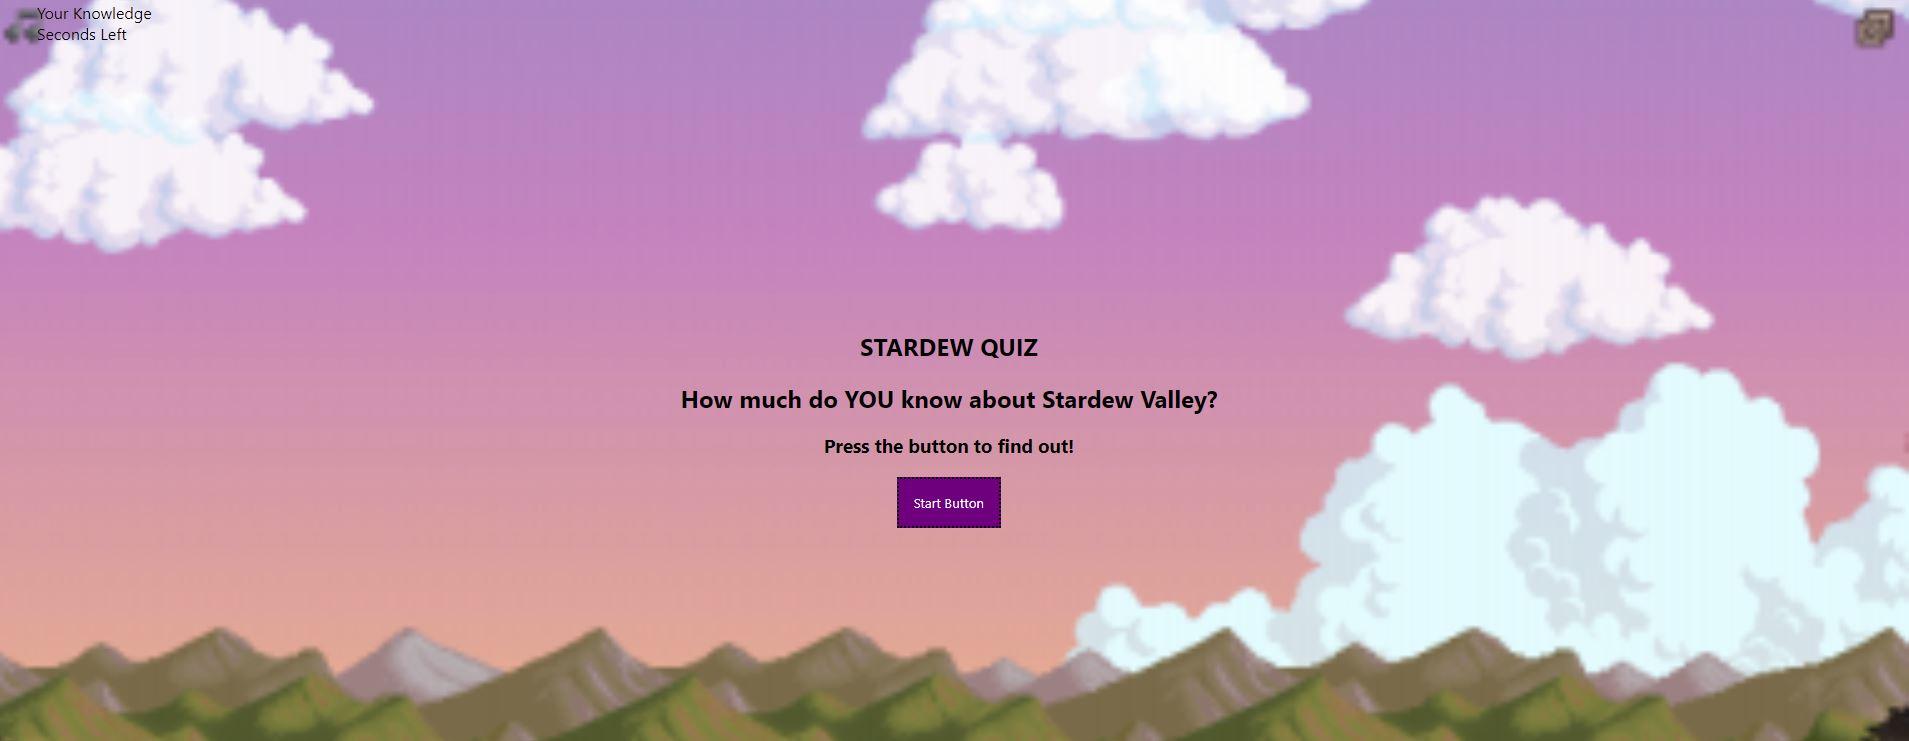 Your Knowledge
Seconds Left
STARDEW QUIZ
How much do YOU know about Stardew Valley?
Press the button to find out!
Start Button